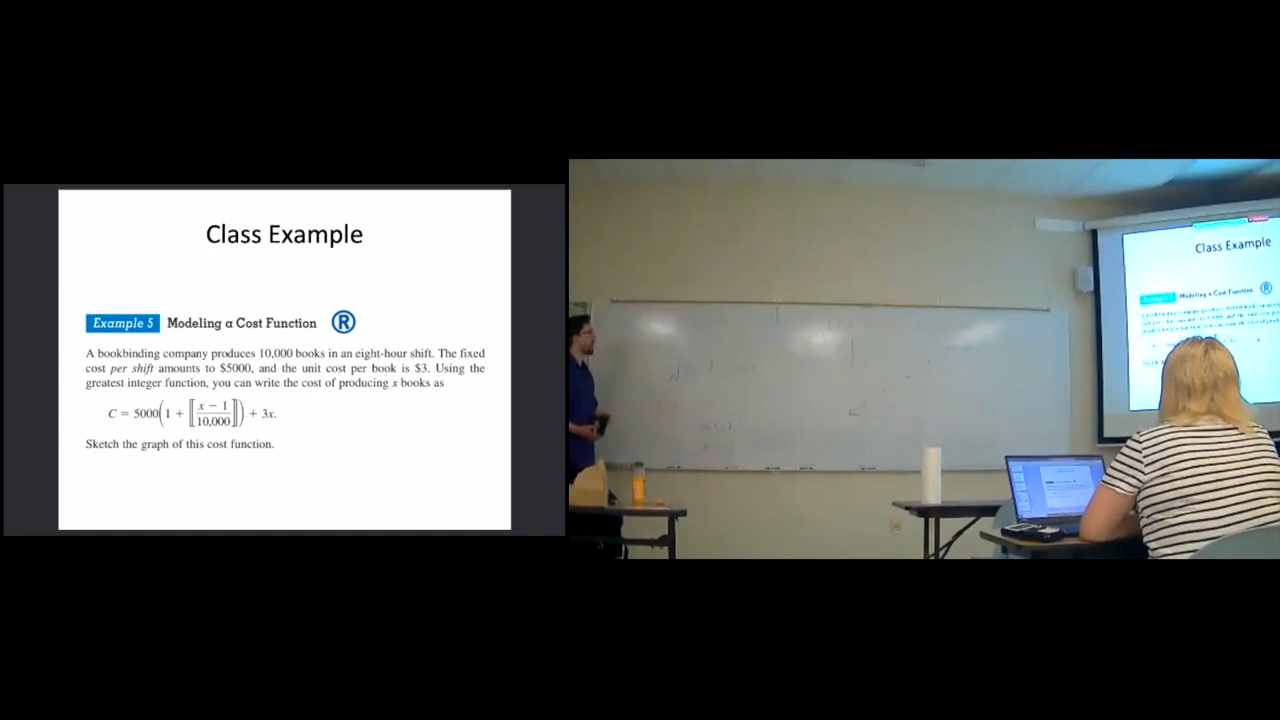 Class Example
Example 5 Modeling a Cost Function ®
A bookbinding company produces 10,000 books in an eight-hour shift. The fixed
cost per shift amounts to $5000, and the unit cost per book is $3. Using the
greatest integer function, you can write the cost of producing x books as
C = 5000(1 + [[x − 1 / 10,000]]) + 3x.
Sketch the graph of this cost function.
Class Example
Modeling a Cost Function ®